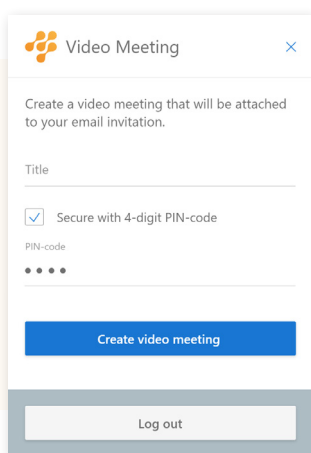 Video Meeting
Create a video meeting that will be attached
to your email invitation.
Title
Secure with 4-digit PIN-code
PIN-code
Create video meeting
Log out